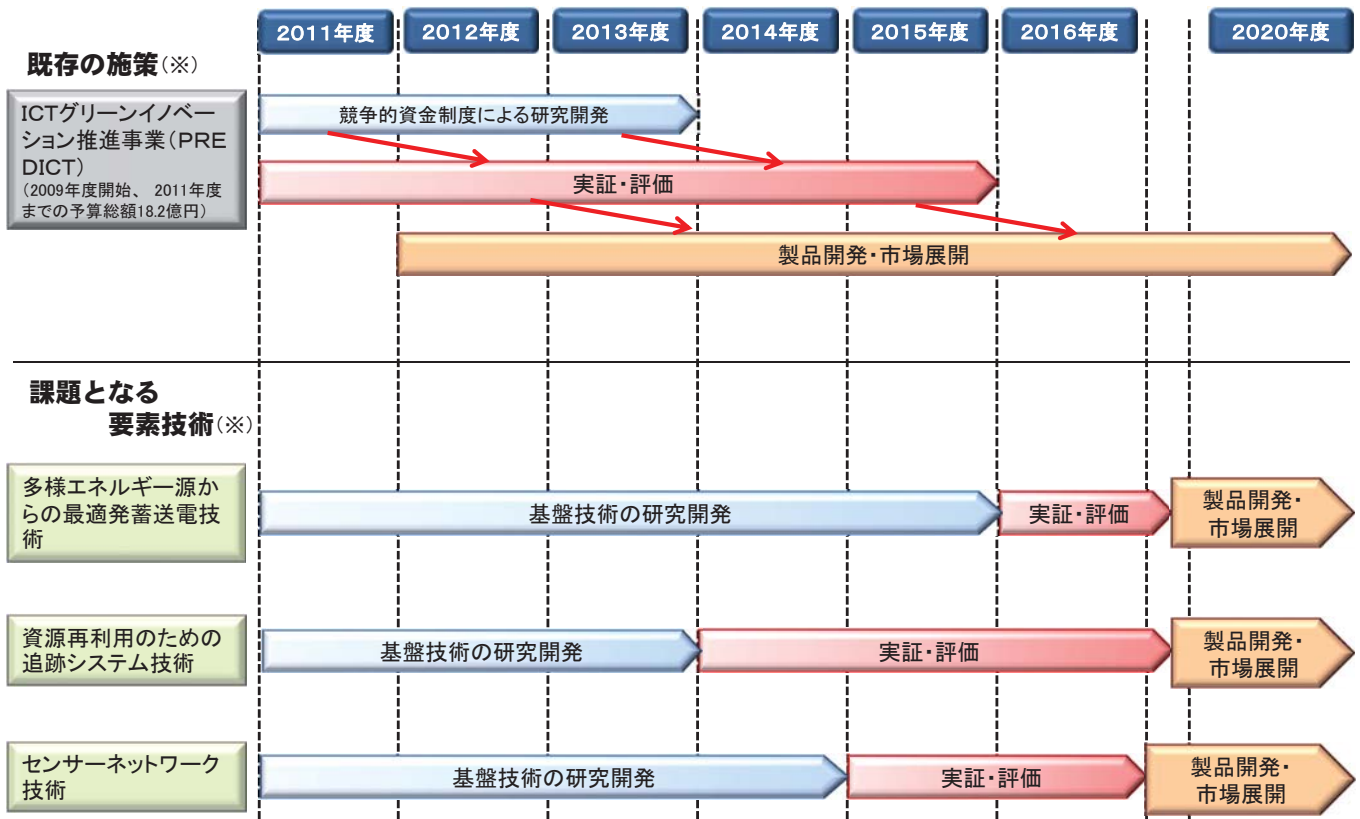 2011年度
2012年度
2013年度
2014年度
2015年度
2016年度
2020年度
既存の施策(※)
ICTグリーンイノベー
ション推進事業(PRE
DICT)
(2009年度開始、 2011年度
までの予算総額18.2億円)
競争的資金制度による研究開発
実証・評価
製品開発・市場展開
課題となる
要素技術(※)
多様エネルギー源か
らの最適発蓄送電技
術
基盤技術の研究開発
実証・評価
製品開発・
市場展開
資源再利用のための
追跡システム技術
基盤技術の研究開発
実証・評価
製品開発・
市場展開
センサーネットワーク
技術
基盤技術の研究開発
実証・評価
製品開発・
市場展開